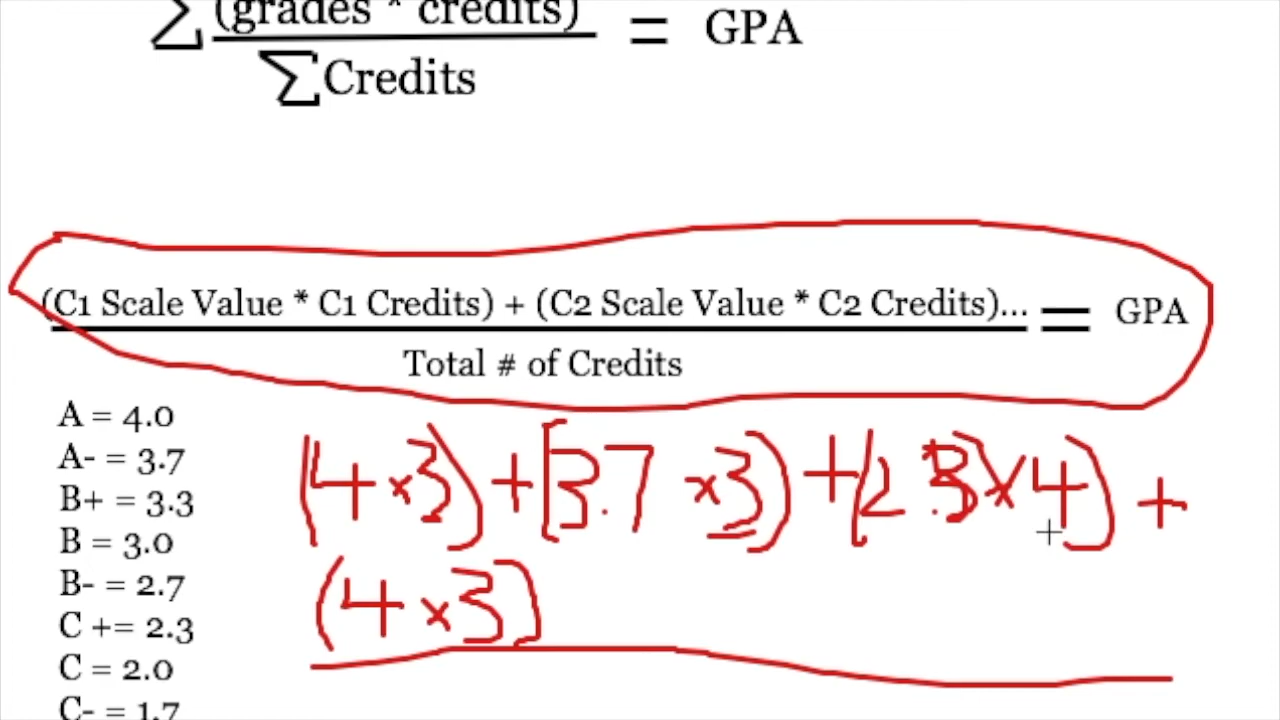 ∑ (grades * credits) = GPA
∑ Credits
(C1 Scale Value * C1 Credits) + (C2 Scale Value * C2 Credits)... = GPA
Total # of Credits
A = 4.0
A- = 3.7
B+ = 3.3
B = 3.0
B- = 2.7
C += 2.3
C = 2.0
C- = 1.7
(4 x 3) + (3.7 x 3) + (2.3 x 4) +
(4 x 3)